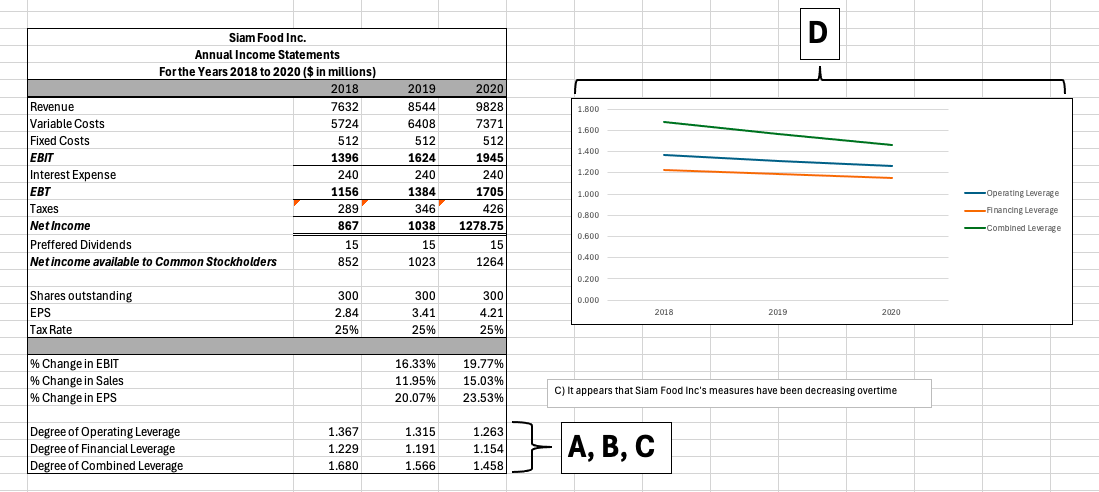 Siam Food Inc.
Annual Income Statements
For the Years 2018 to 2020 ($ in millions)
2018 2019 2020
Revenue 7632 8544 9828
Variable Costs 5724 6408 7371
Fixed Costs 512 512 512
EBIT 1396 1624 1945
Interest Expense 240 240 240
EBT 1156 1384 1705
Taxes 289 346 426
Net Income 867 1038 1278.75
Preffered Dividends 15 15 15
Net income available to Common Stockholders 852 1023 1264
Shares outstanding 300 300 300
EPS 2.84 3.41 4.21
Tax Rate 25% 25% 25%
% Change in EBIT 16.33% 19.77%
% Change in Sales 11.95% 15.03%
% Change in EPS 20.07% 23.53%
Degree of Operating Leverage 1.367 1.315 1.263
Degree of Financial Leverage 1.229 1.191 1.154
Degree of Combined Leverage 1.680 1.566 1.458
A, B, C
D
1.800
1.600
1.400
1.200
1.000
0.800
0.600
0.400
0.200
0.000
2018 2019 2020
Operating Leverage
Financing Leverage
Combined Leverage
C) It appears that Siam Food Inc's measures have been decreasing overtime